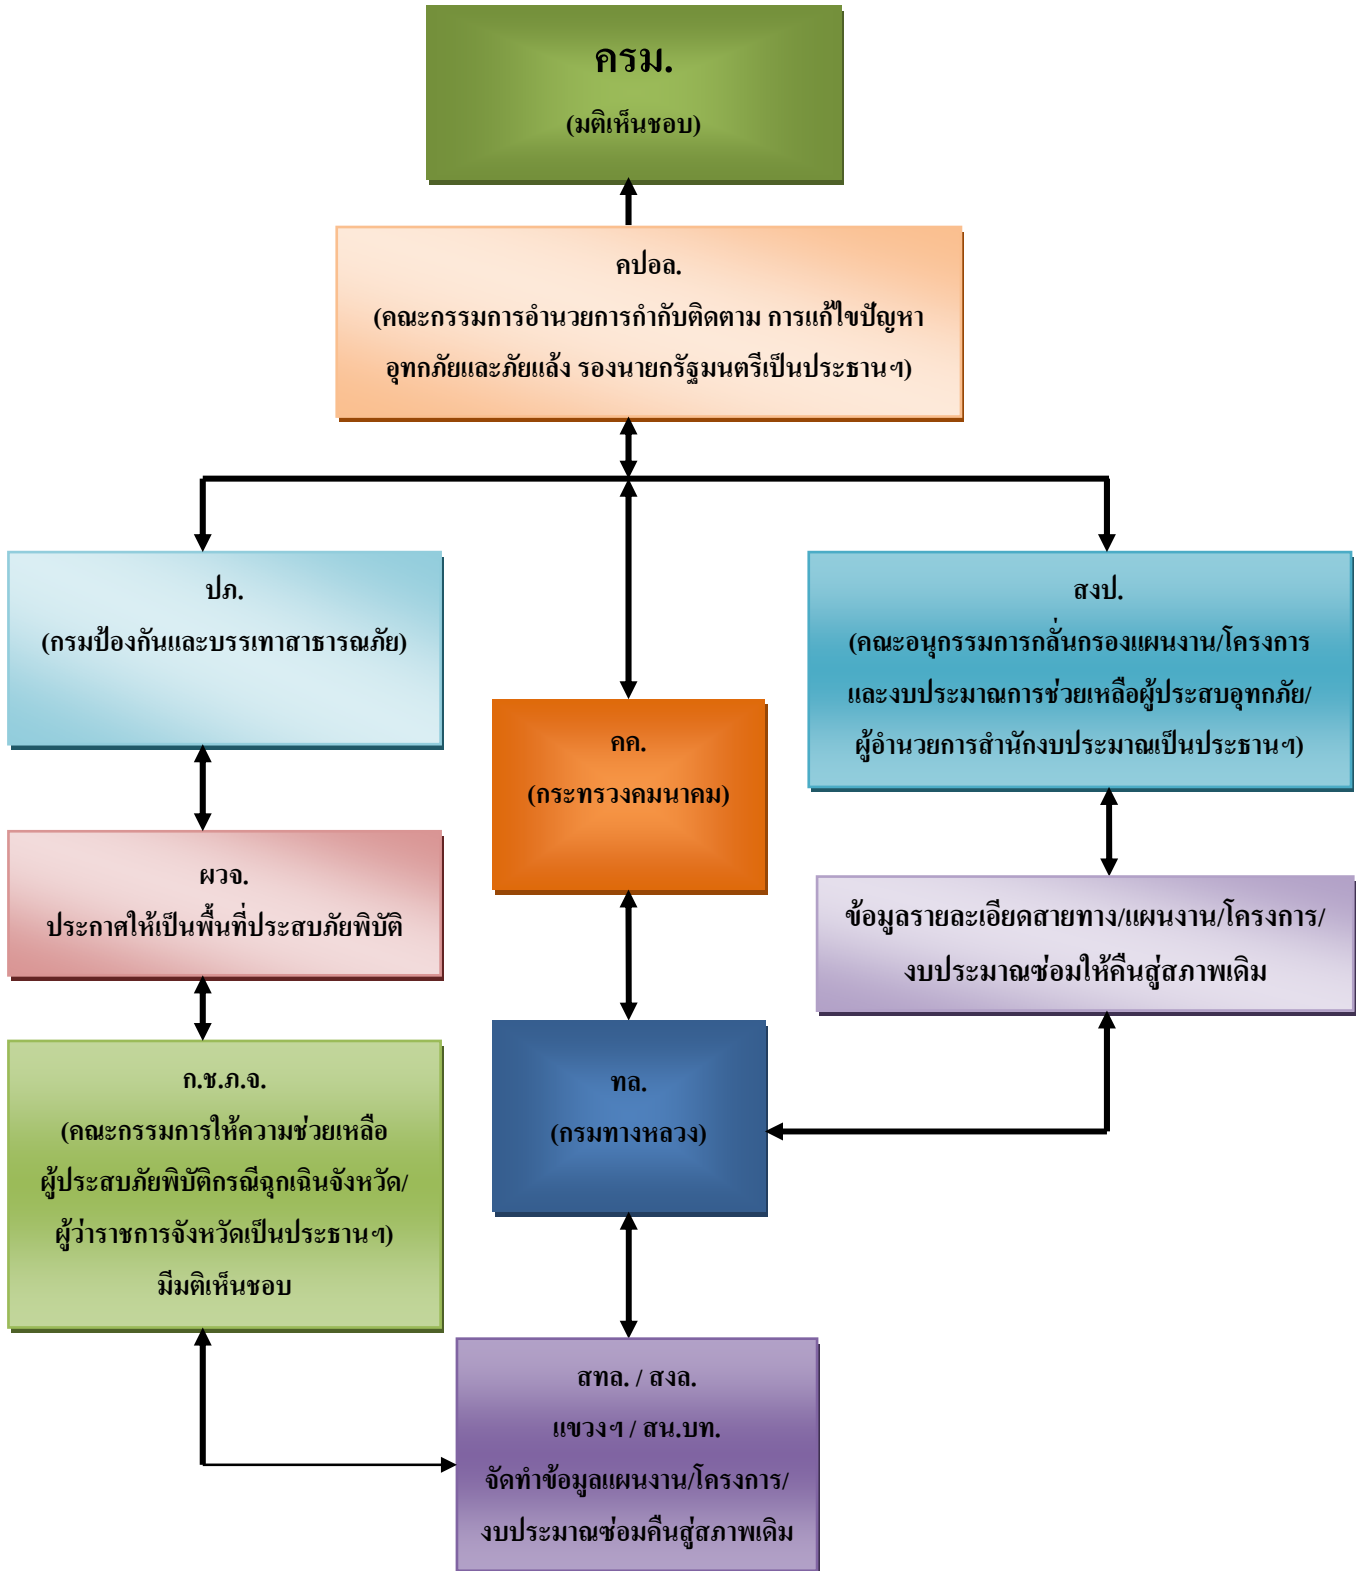 ครม.
(มติเห็นชอบ)
คปอล.
(คณะกรรมการอำนวยการกำกับติดตาม การแก้ไขปัญหา
อุทกภัยและภัยแล้ง รองนายกรัฐมนตรีเป็นประธานฯ)
ปภ.
(กรมป้องกันและบรรเทาสาธารณภัย)
สงป.
(คณะอนุกรรมการกลั่นกรองแผนงาน/โครงการ
และงบประมาณการช่วยเหลือผู้ประสบอุทกภัย/
ผู้อำนวยการสำนักงบประมาณเป็นประธานฯ)
คค.
(กระทรวงคมนาคม)
ผวจ.
ประกาศให้เป็นพื้นที่ประสบภัยพิบัติ
ข้อมูลรายละเอียดสายทาง/แผนงาน/โครงการ/
งบประมาณซ่อมให้คืนสู่สภาพเดิม
ก.ช.ภ.จ.
(คณะกรรมการให้ความช่วยเหลือ
ผู้ประสบภัยพิบัติกรณีฉุกเฉินจังหวัด/
ผู้ว่าราชการจังหวัดเป็นประธานฯ)
มีมติเห็นชอบ
ทล.
(กรมทางหลวง)
สทล. / สงล.
แขวงฯ / สน.บท.
จัดทำข้อมูลแผนงาน/โครงการ/
งบประมาณซ่อมคืนสู่สภาพเดิม